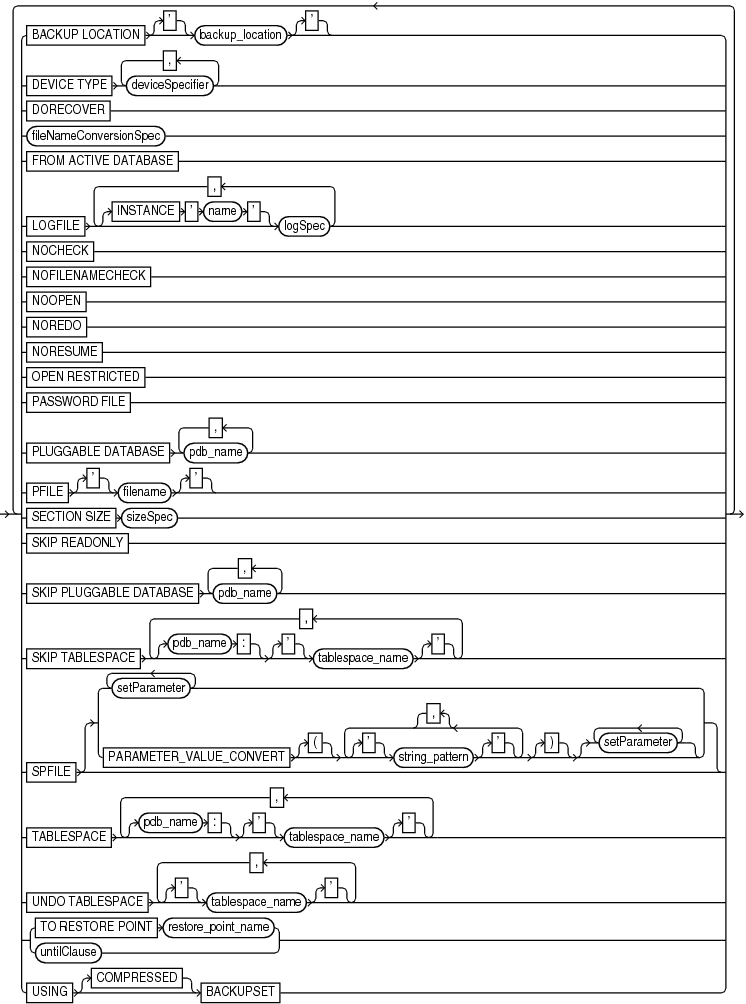 BACKUP LOCATION ' backup_location '
,
DEVICE TYPE deviceSpecifier
DORECOVER
fileNameConversionSpec
FROM ACTIVE DATABASE
,
INSTANCE ' name '
LOGFILE logSpec
NOCHECK
NOFILENAMECHECK
NOOPEN
NOREDO
NORESUME
OPEN RESTRICTED
PASSWORD FILE
,
PLUGGABLE DATABASE pdb_name
PFILE ' filename '
SECTION SIZE sizeSpec
SKIP READONLY
,
SKIP PLUGGABLE DATABASE pdb_name
,
pdb_name : ' '
SKIP TABLESPACE tablespace_name
setParameter
,
PARAMETER_VALUE_CONVERT ( ' string_pattern ' ) setParameter
SPFILE
,
pdb_name : ' '
TABLESPACE tablespace_name
,
' '
UNDO TABLESPACE tablespace_name
TO RESTORE POINT restore_point_name
untilClause
COMPRESSED
USING BACKUPSET